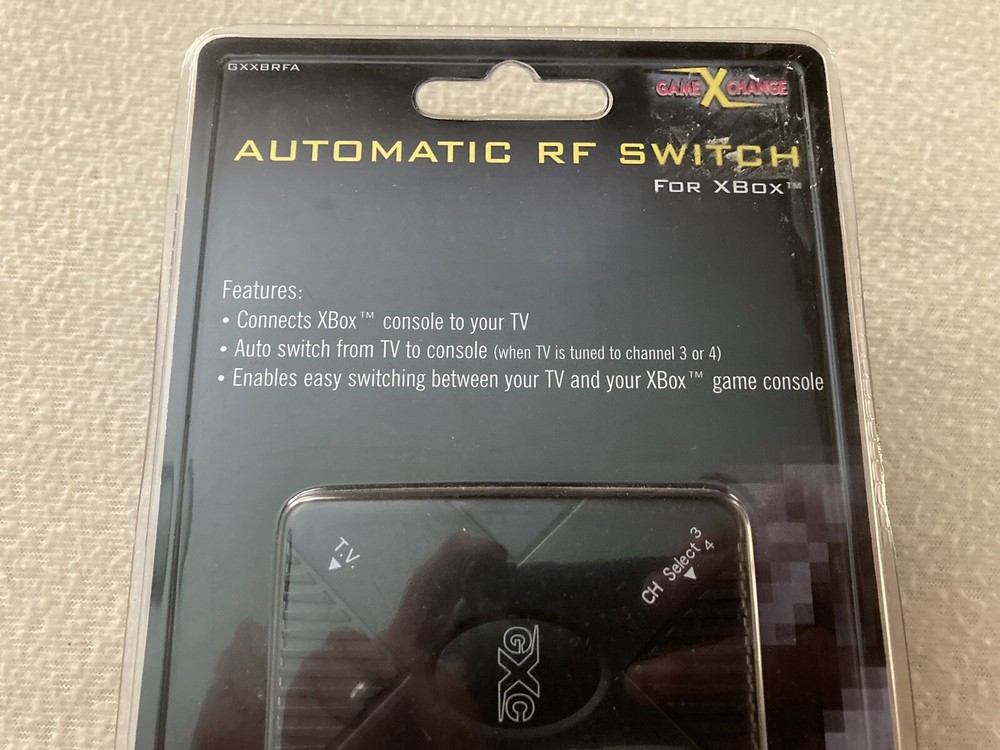 GXXBRFA
GAME XCHANGE
AUTOMATIC RF SWITCH
FOR XBOX™
Features:
• Connects XBox™ console to your TV
• Auto switch from TV to console (when TV is tuned to channel 3 or 4)
• Enables easy switching between your TV and your XBox™ game console
T.V.
CH Select 3
4
GXC